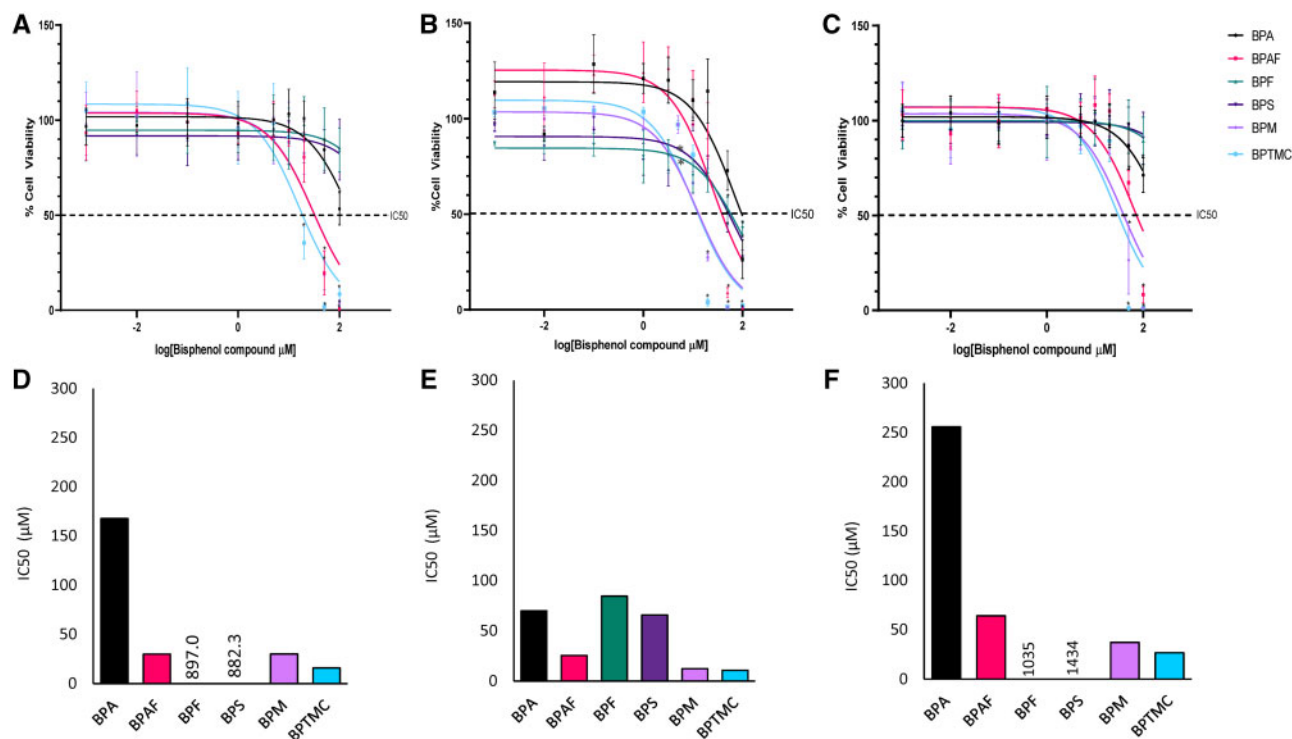 A
150
100
50
0
% Cell Viability
-2
0
2
log[Bisphenol compound µM]
IC50
B
150
100
50
0
%Cell Viability
-2
0
2
log[Bisphenol compound µM]
IC50
C
150
100
50
0
% Cell Viability
-2
0
2
log[Bisphenol compound µM]
IC50
BPA
BPAF
BPF
BPS
BPM
BPTMC
D
300
250
200
150
100
50
0
IC50 (µM)
897.0
882.3
BPA
BPAF
BPF
BPS
BPM
BPTMC
E
300
250
200
150
100
50
0
IC50 (µM)
BPA
BPAF
BPF
BPS
BPM
BPTMC
F
300
250
200
150
100
50
0
IC50 (µM)
1035
1434
BPA
BPAF
BPF
BPS
BPM
BPTMC